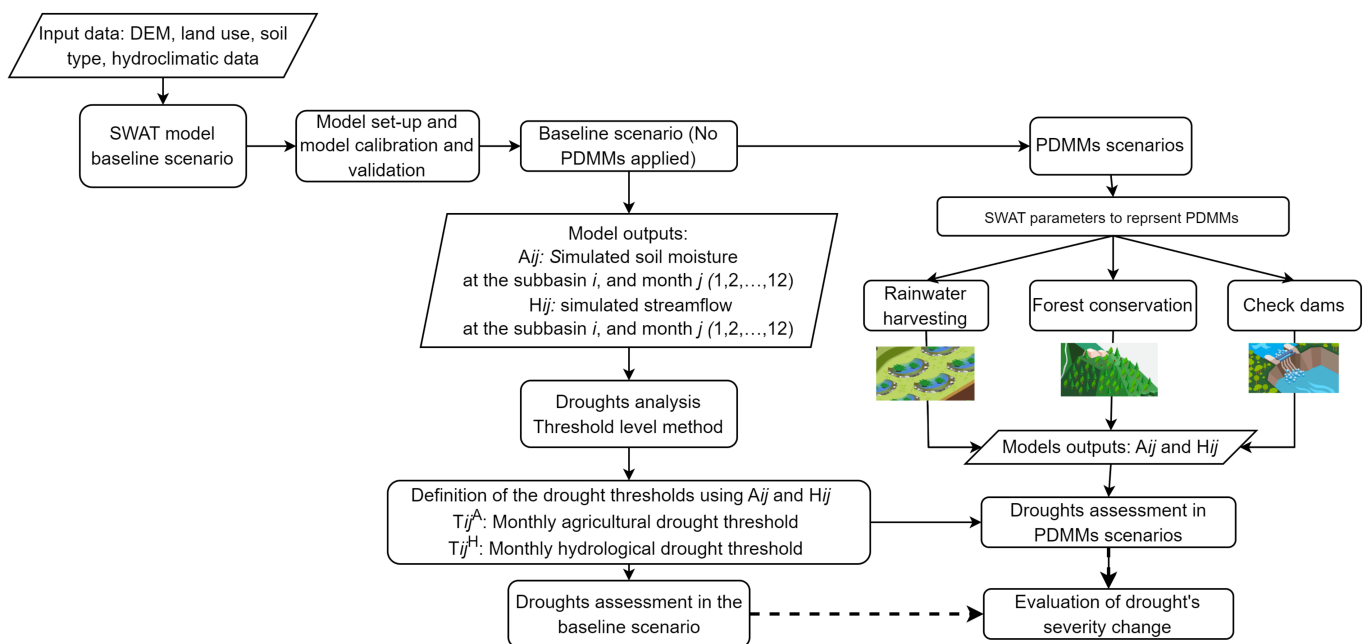 Input data: DEM, land use, soil
type, hydroclimatic data
SWAT model
baseline scenario
Model set-up and
model calibration and
validation
Baseline scenario (No
PDMMs applied)
PDMMs scenarios
SWAT parameters to reprsent PDMMs
Model outputs:
Aij: Simulated soil moisture
at the subbasin i, and month j (1,2,…,12)
Hij: simulated streamflow
at the subbasin i, and month j (1,2,…,12)
Rainwater
harvesting
Forest conservation
Check dams
Droughts analysis
Threshold level method
Models outputs: Aij and Hij
Definition of the drought thresholds using Aij and Hij
Tij^A: Monthly agricultural drought threshold
Tij^H: Monthly hydrological drought threshold
Droughts assessment in
PDMMs scenarios
Droughts assessment in the
baseline scenario
Evaluation of drought's
severity change